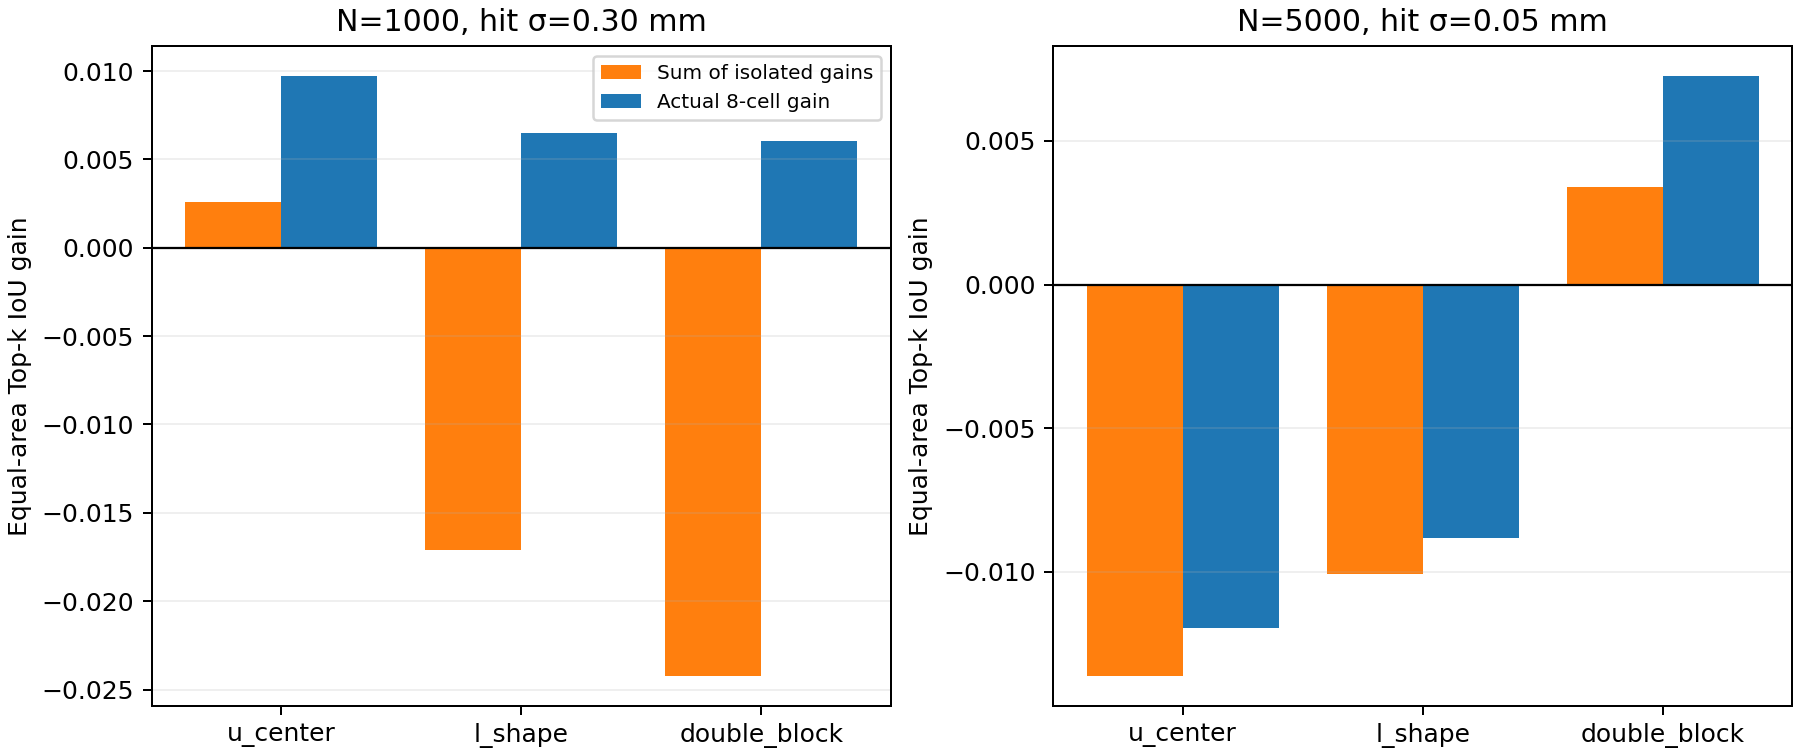 N=1000, hit σ=0.30 mm
Equal-area Top-k IoU gain
0.010
0.005
0.000
−0.005
−0.010
−0.015
−0.020
−0.025
Sum of isolated gains
Actual 8-cell gain
u_center
l_shape
double_block
N=5000, hit σ=0.05 mm
Equal-area Top-k IoU gain
0.005
0.000
−0.005
−0.010
u_center
l_shape
double_block